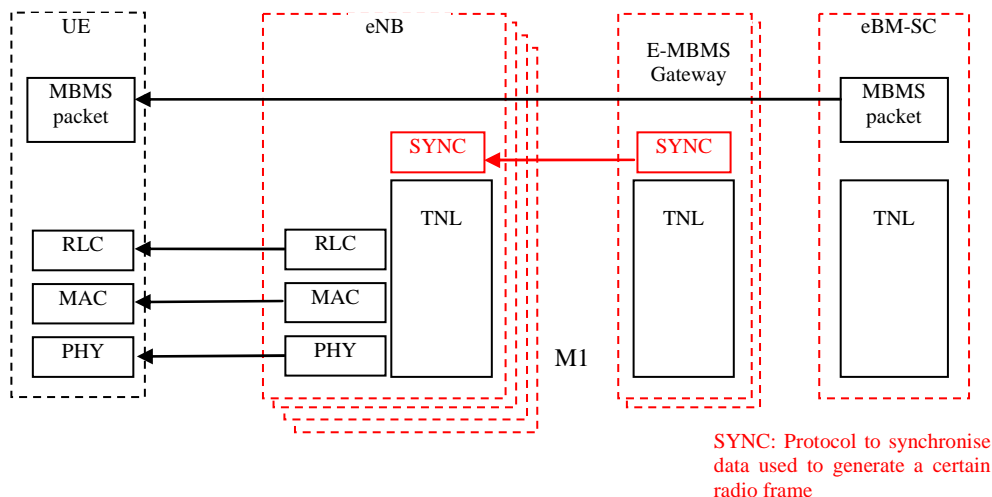 UE
eNB
eBM-SC
E-MBMS
Gateway
MBMS
packet
MBMS
packet
SYNC
SYNC
TNL
TNL
TNL
RLC
RLC
MAC
MAC
PHY
PHY
M1
SYNC: Protocol to synchronise
data used to generate a certain
radio frame